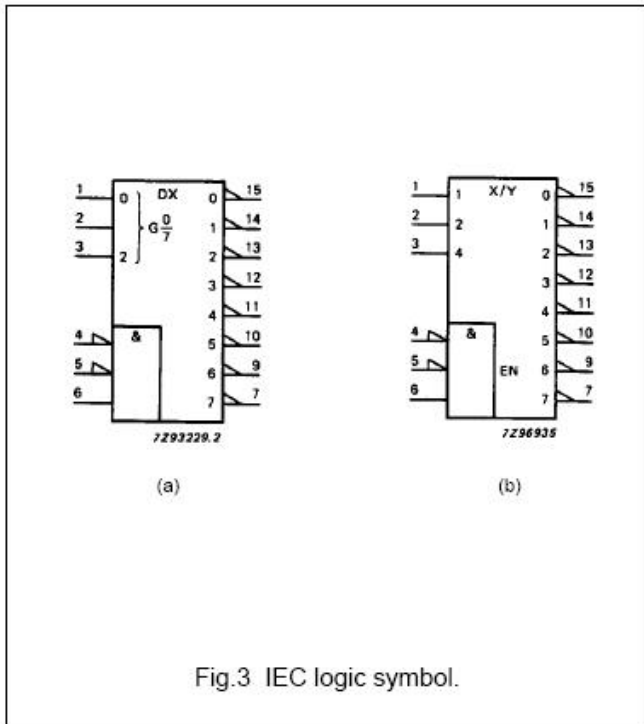 DX
1 0 0 15
2 G 0/7 1 14
3 2 2 13
3 12
4 11
4 & 5 10
5 6 9
6 7 7
7Z93229.2
(a)
X/Y
1 1 0 15
2 2 1 14
3 4 2 13
3 12
4 11
4 & 5 10
5 EN 6 9
6 7 7
7Z96935
(b)
Fig.3 IEC logic symbol.